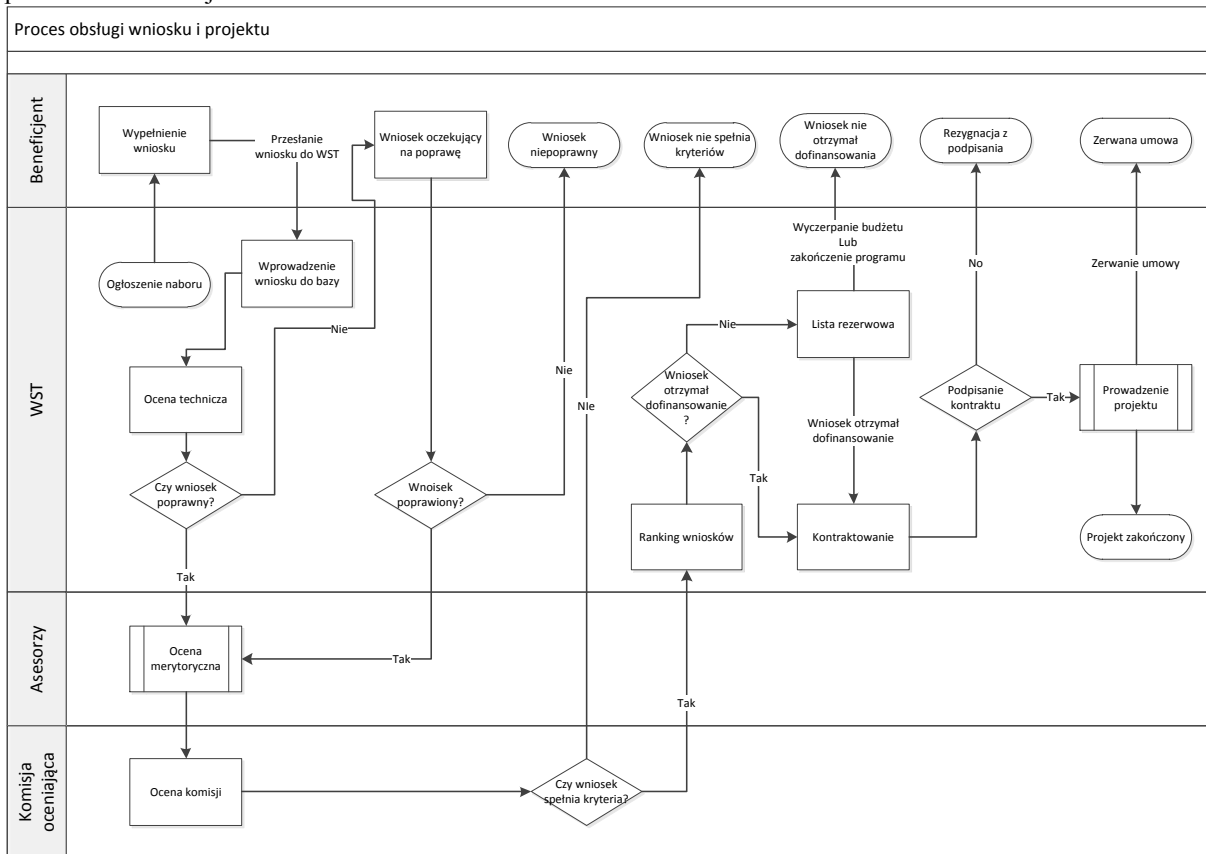 Proces obsługi wniosku i projektu
Beneficjent
Wypełnienie
wniosku
Przesłanie
wniosku do WST
Wniosek oczekujący
na poprawę
Wniosek
niepoprawny
Wniosek nie spełnia
kryteriów
Wniosek nie
otrzymał
dofinansowania
Rezygnacja z
podpisania
Zerwana umowa
WST
Ogłoszenie naboru
Wprowadzenie
wniosku do bazy
Nie
Ocena technicza
Czy wniosek
poprawny?
Tak
Wnoisek
poprawiony?
Nie
NIe
Wyczerpanie budżetu
Lub
zakończenie programu
Nie
Lista rezerwowa
Wniosek
otrzymał
dofinansowanie
?
Wniosek otrzymał
dofinansowanie
Tak
Ranking wniosków
Kontraktowanie
No
Podpisanie
kontraktu
Tak
Zerwanie umowy
Prowadzenie
projektu
Projekt zakończony
Asesorzy
Ocena
merytoryczna
Tak
Tak
Komisja
oceniająca
Ocena komisji
Czy wniosek
spełnia kryteria?